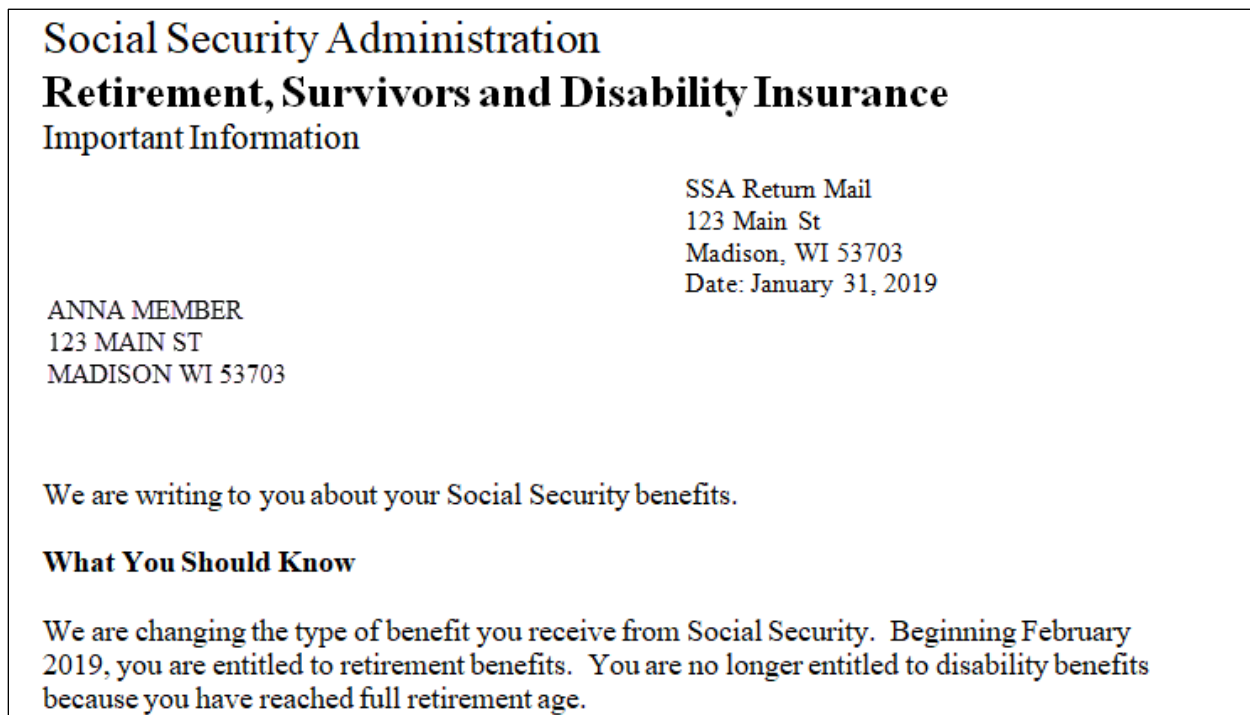 Social Security Administration
Retirement, Survivors and Disability Insurance
Important Information
SSA Return Mail
123 Main St
Madison, WI 53703
Date: January 31, 2019
ANNA MEMBER
123 MAIN ST
MADISON WI 53703
We are writing to you about your Social Security benefits.
What You Should Know
We are changing the type of benefit you receive from Social Security.  Beginning February
2019, you are entitled to retirement benefits.  You are no longer entitled to disability benefits
because you have reached full retirement age.